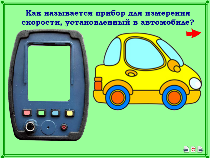 Как называется прибор для измерения
скорости, установленный в автомобиле?